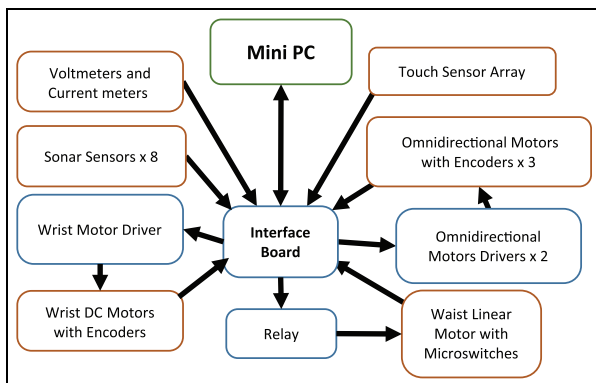 Mini PC
Voltmeters and
Current meters
Touch Sensor Array
Sonar Sensors x 8
Omnidirectional Motors
with Encoders x 3
Wrist Motor Driver
Interface
Board
Omnidirectional
Motors Drivers x 2
Wrist DC Motors
with Encoders
Relay
Waist Linear
Motor with
Microswitches